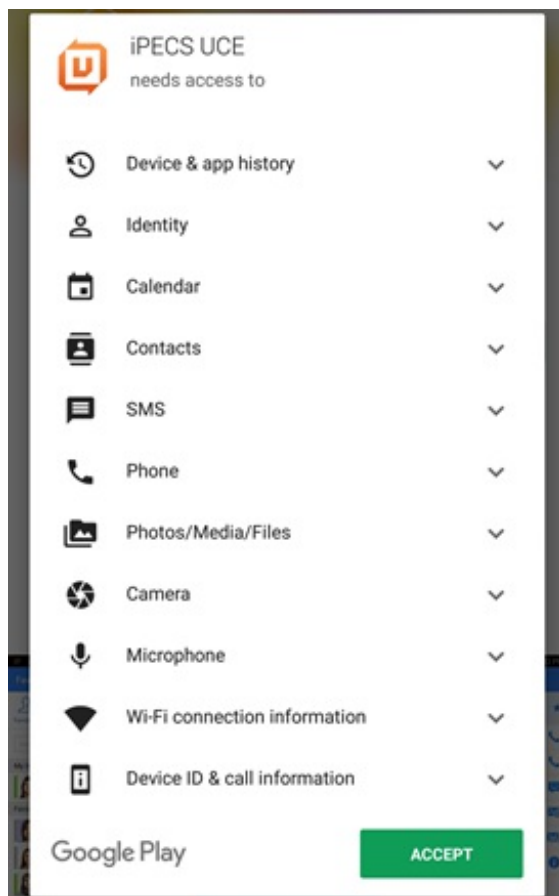 iPECS UCE
needs access to
Device & app history
Identity
Calendar
Contacts
SMS
Phone
Photos/Media/Files
Camera
Microphone
Wi-Fi connection information
Device ID & call information
Google Play
ACCEPT